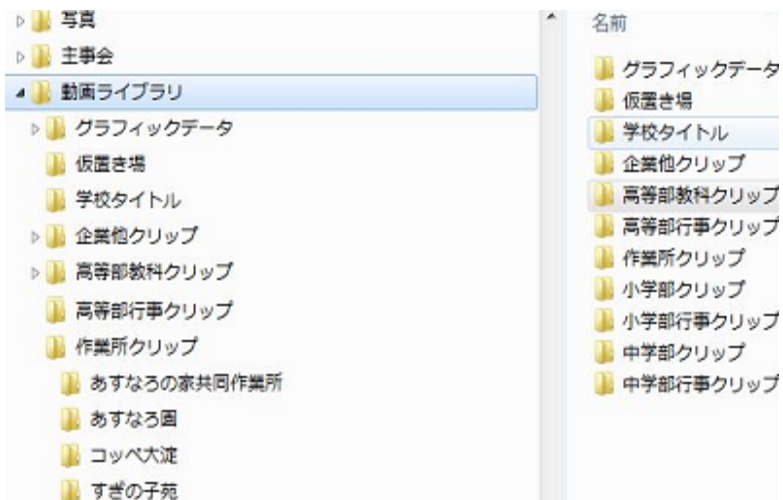 写真
主事会
動画ライブラリ
グラフィックデータ
仮置き場
学校タイトル
企業他クリップ
高等部教科クリップ
高等部行事クリップ
作業所クリップ
あすなろの家共同作業所
あすなろ園
コッペ大淀
すぎの子苑
名前
グラフィックデータ
仮置き場
学校タイトル
企業他クリップ
高等部教科クリップ
高等部行事クリップ
作業所クリップ
小学部クリップ
小学部行事クリップ
中学部クリップ
中学部行事クリップ